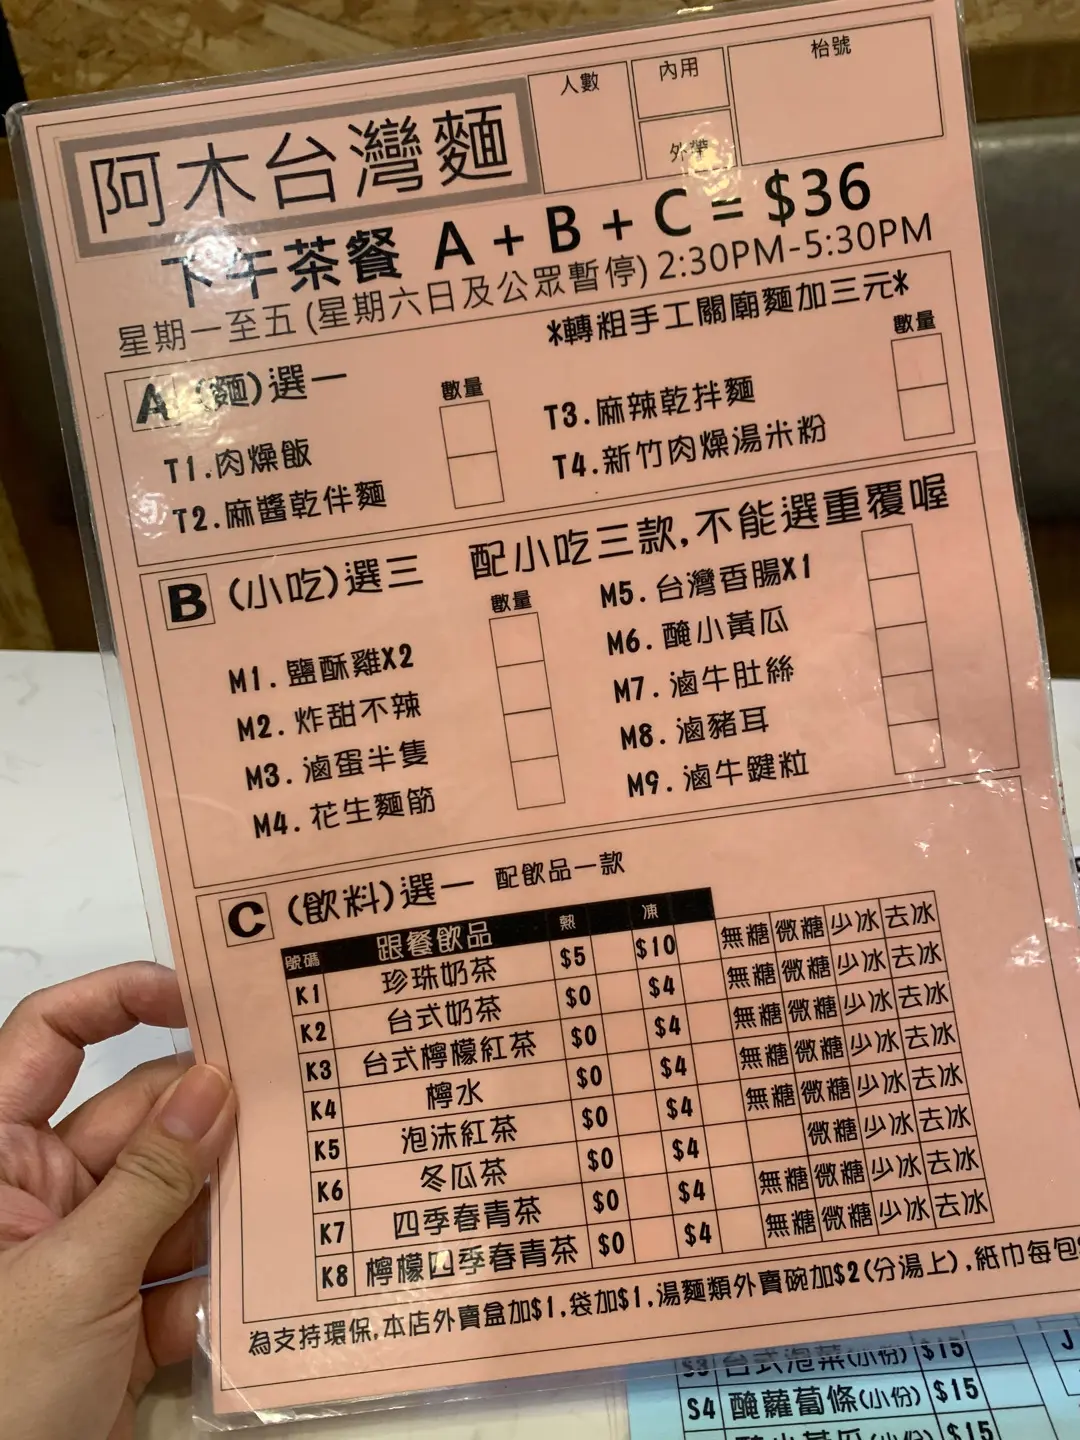 人數
內用
外帶
枱號
阿木台灣麵
下午茶餐 A + B + C = $36
星期一至五 (星期六日及公眾暫停) 2:30PM-5:30PM
*轉粗手工關廟麵加三元*
A (麵)選一
數量
數量
T1.肉燥飯
T2.麻醬乾伴麵
T3.麻辣乾拌麵
T4.新竹肉燥湯米粉
B (小吃)選三 配小吃三款,不能選重覆喔
數量
M1. 鹽酥雞X2
M2. 炸甜不辣
M3. 滷蛋半隻
M4. 花生麵筋
M5. 台灣香腸X1
M6. 醃小黃瓜
M7. 滷牛肚絲
M8. 滷豬耳
M9. 滷牛鍵粒
C (飲料)選一 配飲品一款
號碼 跟餐飲品 熱 凍
K1 珍珠奶茶 $5 $10 無糖 微糖 少冰 去冰
K2 台式奶茶 $0 $4 無糖 微糖 少冰 去冰
K3 台式檸檬紅茶 $0 $4 無糖 微糖 少冰 去冰
K4 檸水 $0 $4 無糖 微糖 少冰 去冰
K5 泡沫紅茶 $0 $4 無糖 微糖 少冰 去冰
K6 冬瓜茶 $0 $4 微糖 少冰 去冰
K7 四季春青茶 $0 $4 無糖 微糖 少冰 去冰
K8 檸檬四季春青茶 $0 $4 無糖 微糖 少冰 去冰
為支持環保,本店外賣盒加$1,袋加$1,湯麵類外賣碗加$2(分湯上),紙巾每包
S3 台式泡菜(小份) $15
S4 醃蘿蔔條(小份) $15
$15
J